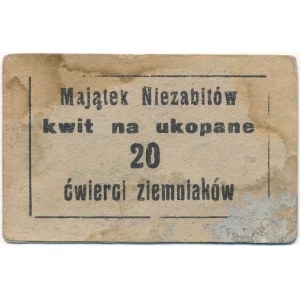 Majątek Niezabitów
kwit na ukopane
20
ćwierci ziemniaków